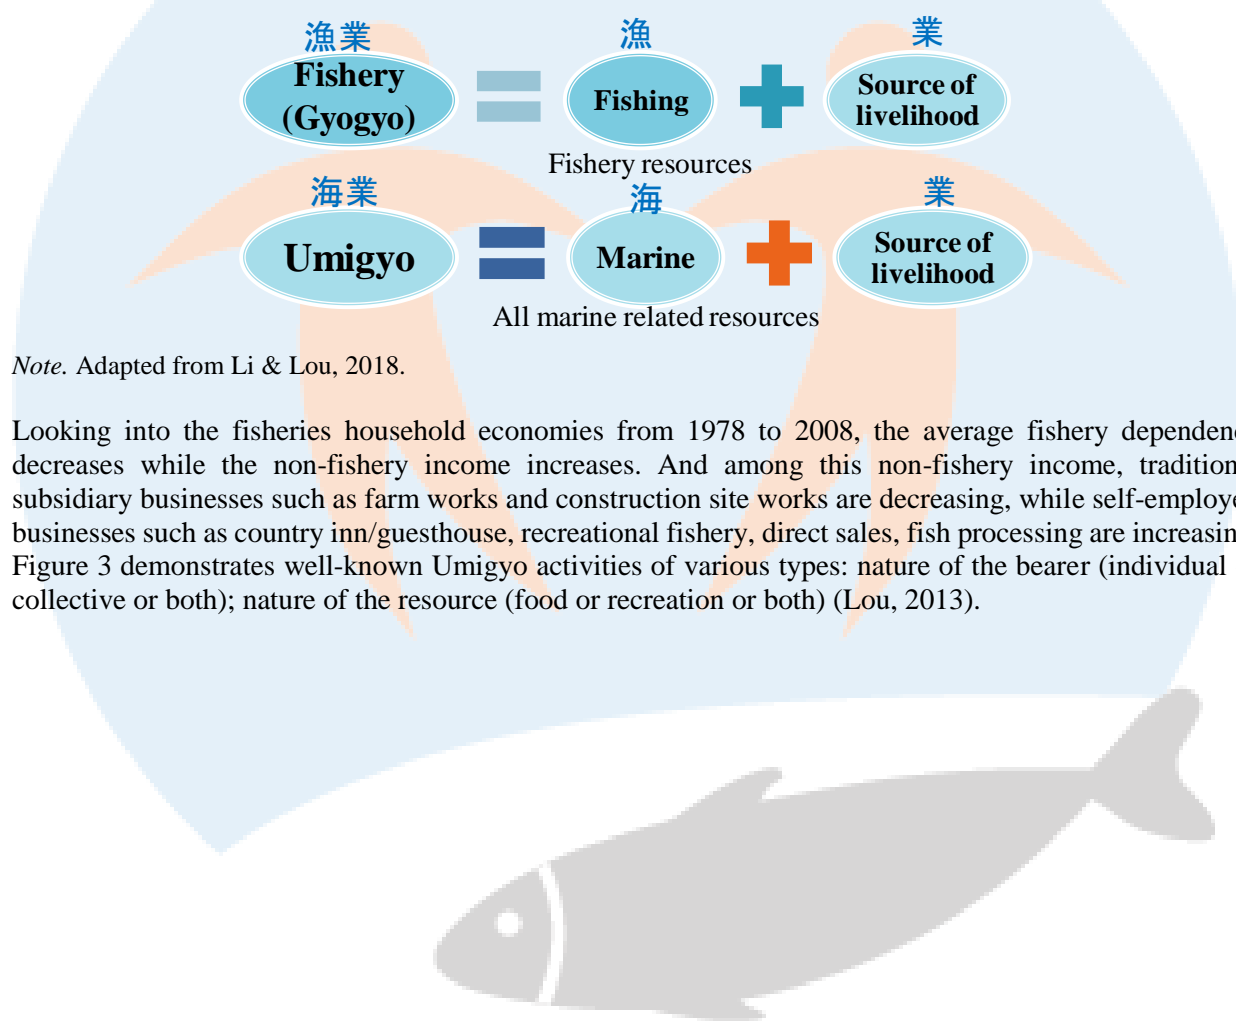 漁業 漁 業
Fishery
(Gyogyo)
Fishing
Source of
livelihood
Fishery resources
海業 海 業
Umigyo
Marine
Source of
livelihood
All marine related resources
Note. Adapted from Li & Lou, 2018.
Looking into the fisheries household economies from 1978 to 2008, the average fishery dependenc
decreases while the non-fishery income increases. And among this non-fishery income, tradition
subsidiary businesses such as farm works and construction site works are decreasing, while self-employe
businesses such as country inn/guesthouse, recreational fishery, direct sales, fish processing are increasin
Figure 3 demonstrates well-known Umigyo activities of various types: nature of the bearer (individual
collective or both); nature of the resource (food or recreation or both) (Lou, 2013).